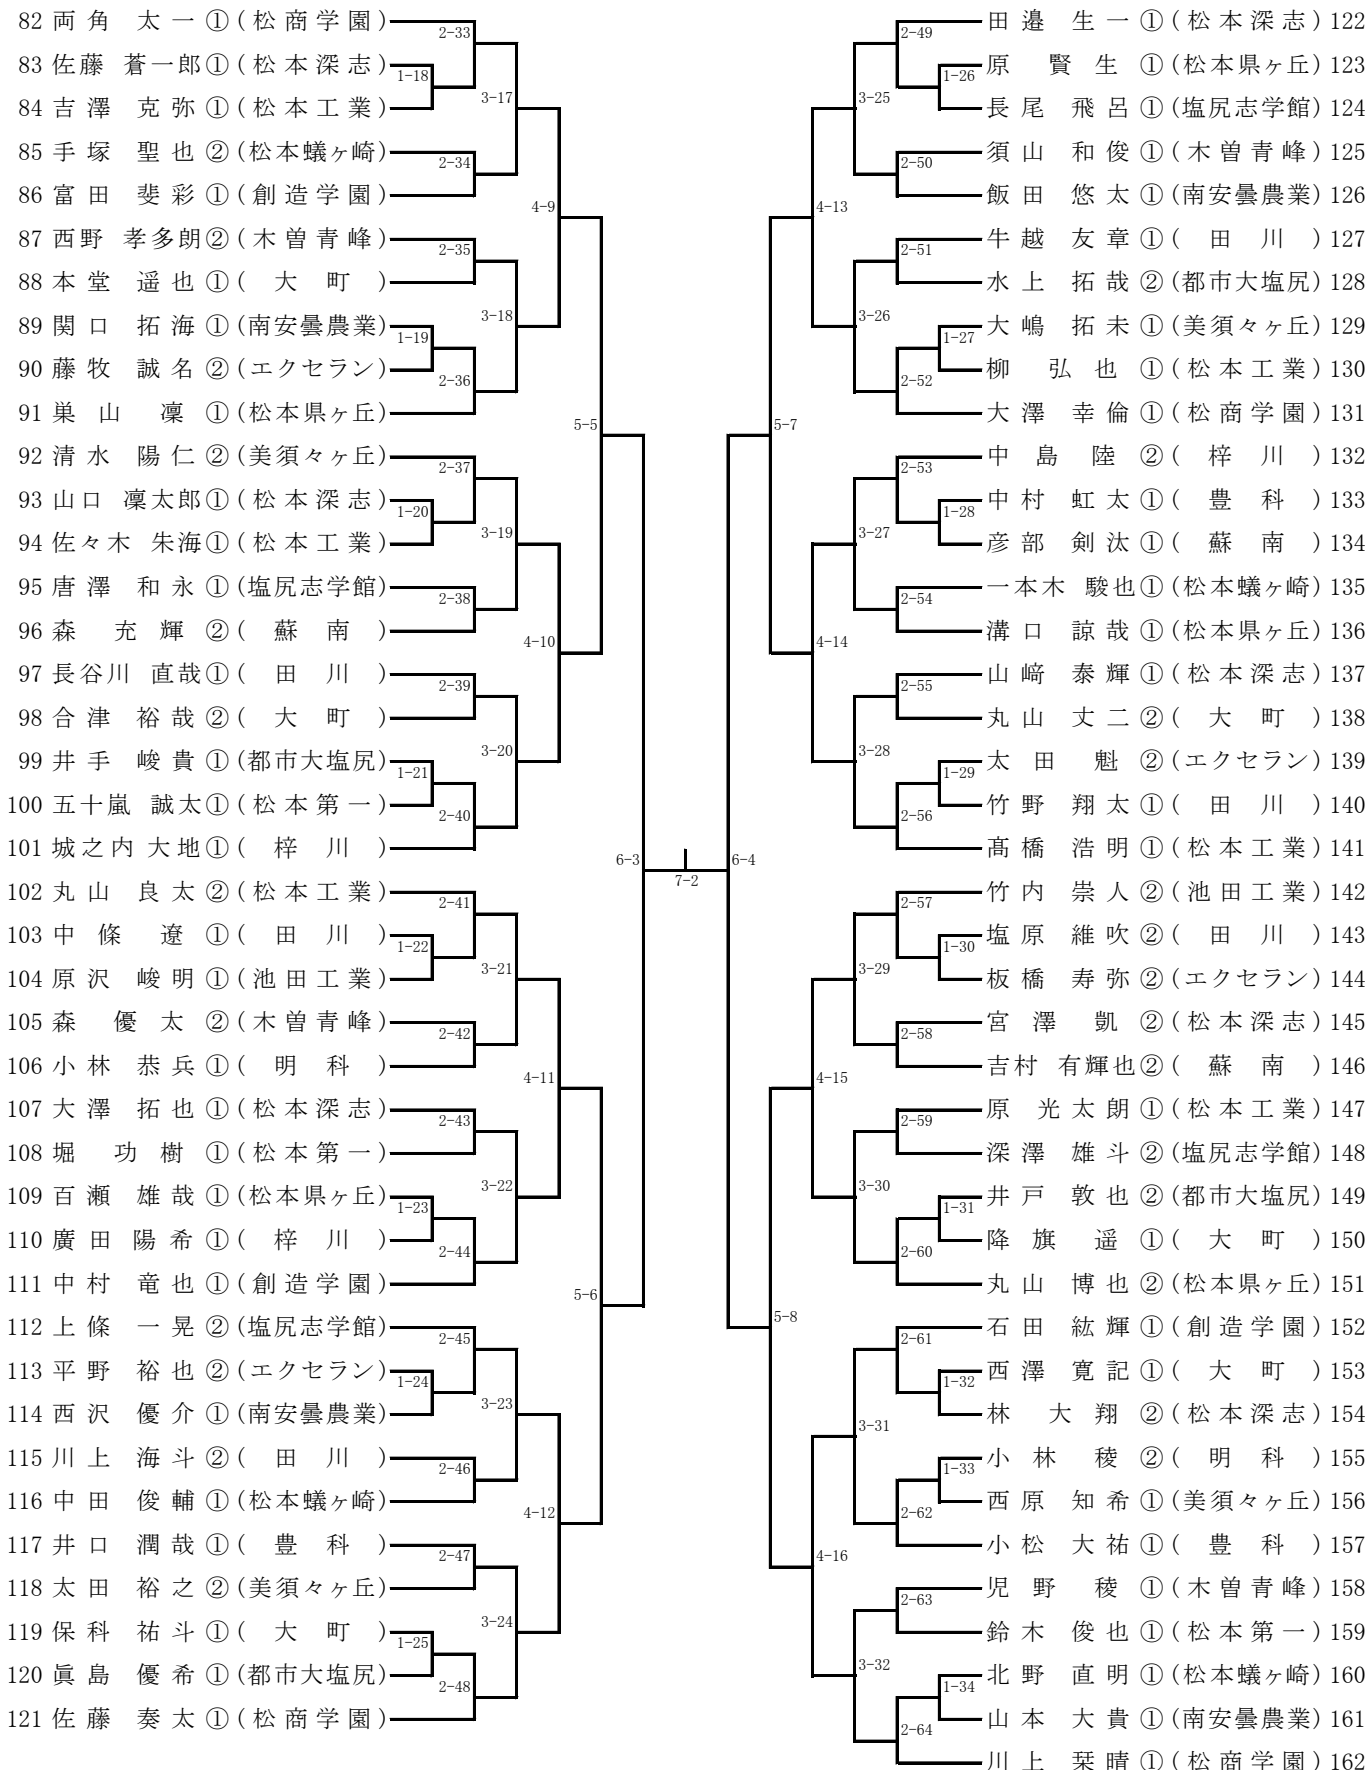 82 両角 太一 ① (松商学園)
83 佐藤 蒼一郎 ① (松本深志)
84 吉澤 克弥 ① (松本工業)
85 手塚 聖也 ② (松本蟻ヶ崎)
86 富田 斐彩 ① (創造学園)
87 西野 孝多朗 ② (木曽青峰)
88 本堂 遥也 ① (大町)
89 関口 拓海 ① (南安曇農業)
90 藤牧 誠名 ② (エクセラン)
91 巣山 凜 ① (松本県ヶ丘)
92 清水 陽仁 ② (美須々ヶ丘)
93 山口 凜太郎 ① (松本深志)
94 佐々木 朱海 ① (松本工業)
95 唐澤 和永 ① (塩尻志学館)
96 森 充輝 ② (蘇南)
97 長谷川 直哉 ① (田川)
98 合津 裕哉 ② (大町)
99 井手 峻貴 ① (都市大塩尻)
100 五十嵐 誠太 ① (松本第一)
101 城之内 大地 ① (梓川)
102 丸山 良太 ② (松本工業)
103 中條 遼 ① (田川)
104 原沢 峻明 ① (池田工業)
105 森 優太 ② (木曽青峰)
106 小林 恭兵 ① (明科)
107 大澤 拓也 ① (松本深志)
108 堀 功樹 ① (松本第一)
109 百瀬 雄哉 ① (松本県ヶ丘)
110 廣田 陽希 ① (梓川)
111 中村 竜也 ① (創造学園)
112 上條 一晃 ② (塩尻志学館)
113 平野 裕也 ② (エクセラン)
114 西沢 優介 ① (南安曇農業)
115 川上 海斗 ② (田川)
116 中田 俊輔 ① (松本蟻ヶ崎)
117 井口 潤哉 ① (豊科)
118 太田 裕之 ② (美須々ヶ丘)
119 保科 祐斗 ① (大町)
120 眞島 優希 ① (都市大塩尻)
121 佐藤 奏太 ① (松商学園)
1-18
1-19
1-20
1-21
1-22
1-23
1-24
1-25
2-33
2-34
2-35
2-36
2-37
2-38
2-39
2-40
2-41
2-42
2-43
2-44
2-45
2-46
2-47
2-48
3-17
3-18
3-19
3-20
3-21
3-22
3-23
3-24
4-9
4-10
4-11
4-12
5-5
5-6
6-3
7-2
6-4
5-7
5-8
4-13
4-14
4-15
4-16
3-25
3-26
3-27
3-28
3-29
3-30
3-31
3-32
2-49
2-50
2-51
2-52
2-53
2-54
2-55
2-56
2-57
2-58
2-59
2-60
2-61
2-62
2-63
2-64
1-26
1-27
1-28
1-29
1-30
1-31
1-32
1-33
1-34
田邉 生一 ① (松本深志) 122
原 賢生 ① (松本県ヶ丘) 123
長尾 飛呂 ① (塩尻志学館) 124
須山 和俊 ① (木曽青峰) 125
飯田 悠太 ① (南安曇農業) 126
牛越 友章 ① (田川) 127
水上 拓哉 ② (都市大塩尻) 128
大嶋 拓未 ① (美須々ヶ丘) 129
柳 弘也 ① (松本工業) 130
大澤 幸倫 ① (松商学園) 131
中島 陸 ② (梓川) 132
中村 虹太 ① (豊科) 133
彦部 剣汰 ① (蘇南) 134
一本木 駿也 ① (松本蟻ヶ崎) 135
溝口 諒哉 ① (松本県ヶ丘) 136
山﨑 泰輝 ① (松本深志) 137
丸山 丈二 ② (大町) 138
太田 魁 ② (エクセラン) 139
竹野 翔太 ① (田川) 140
髙橋 浩明 ① (松本工業) 141
竹内 崇人 ② (池田工業) 142
塩原 維吹 ② (田川) 143
板橋 寿弥 ② (エクセラン) 144
宮澤 凱 ② (松本深志) 145
吉村 有輝也 ② (蘇南) 146
原 光太朗 ① (松本工業) 147
深澤 雄斗 ② (塩尻志学館) 148
井戸 敦也 ② (都市大塩尻) 149
降旗 遥 ① (大町) 150
丸山 博也 ② (松本県ヶ丘) 151
石田 紘輝 ① (創造学園) 152
西澤 寛記 ① (大町) 153
林 大翔 ② (松本深志) 154
小林 稜 ② (明科) 155
西原 知希 ① (美須々ヶ丘) 156
小松 大祐 ① (豊科) 157
児野 稜 ① (木曽青峰) 158
鈴木 俊也 ① (松本第一) 159
北野 直明 ① (松本蟻ヶ崎) 160
山本 大貴 ① (南安曇農業) 161
川上 栞晴 ① (松商学園) 162